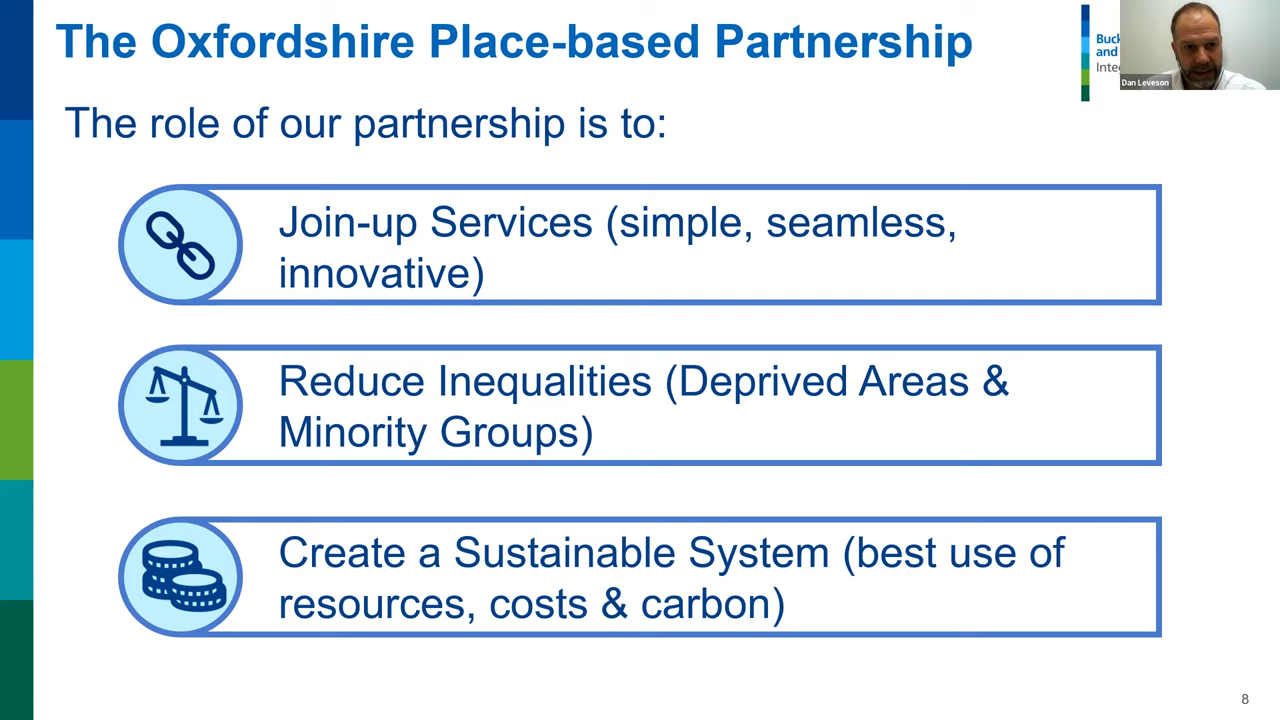 The Oxfordshire Place-based Partnership
and
Dan Leveson
The role of our partnership is to:
Join-up Services (simple, seamless,
innovative)
Reduce Inequalities (Deprived Areas &
Minority Groups)
Create a Sustainable System (best use of
resources, costs & carbon)
8